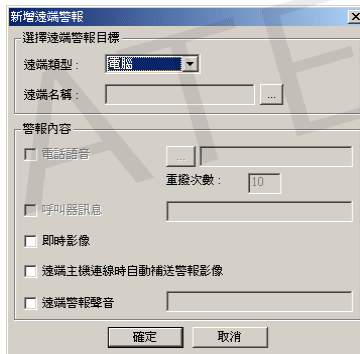 新增遠端警報
選擇遠端警報目標
遠端類型: 電腦
遠端名稱: ...
警報內容
電話語音 ...
重撥次數: 10
呼叫器訊息
即時影像
遠端主機連線時自動補送警報影像
遠端警報聲音
確定 取消